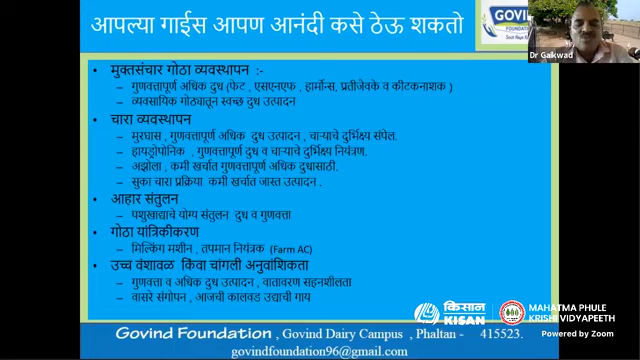 आपल्या गाईस आपण आनंदी कसे ठेऊ शकतो
GOVIND
FOUNDATION
Dr Gaikwad
• मुक्तसंचार गोठा व्यवस्थापन :-
– गुणवत्तापूर्ण अधिक दुध (फेट , एसएनएफ , हार्मोन्स, प्रतीजेवके व कीटकनाशक )
– व्यवसायिक गोठ्यातून स्वच्छ दुध उत्पादन
• चारा व्यवस्थापन
– मुरघास, गुणवत्तापूर्ण अधिक दुध उत्पादन , चाऱ्याचे दुर्भिक्ष्य संपेल.
– हायड्रोपोनिक , गुणवत्तापूर्ण दुध व चाऱ्याचे दुर्भिक्ष्य नियंत्रण.
– अझोला, कमी खर्चात गुणवत्तापूर्ण अधिक दुधासाठी.
– सुका चारा प्रक्रिया कमी खर्चात जास्त उत्पादन .
• आहार संतुलन
– पशुखाद्याचे योग्य संतुलन दुध व गुणवत्ता
• गोठा यांत्रिकीकरण
– मिल्किंग मशीन , तपमान नियंत्रक (Farm AC)
• उच्च वंशावळ किंवा चांगली अनुवांशिकता
– गुणवत्ता व अधिक दुध उत्पादन , वातावरण सहनशीलता
– वासरे संगोपन , आजची कालवड उद्याची गाय
किसान
KISAN
MAHATMA PHULE
KRISHI VIDYAPEETH
Powered by Zoom
Govind Foundation , Govind Dairy Campus , Phaltan - 415523.
govindfoundation96@gmail.com